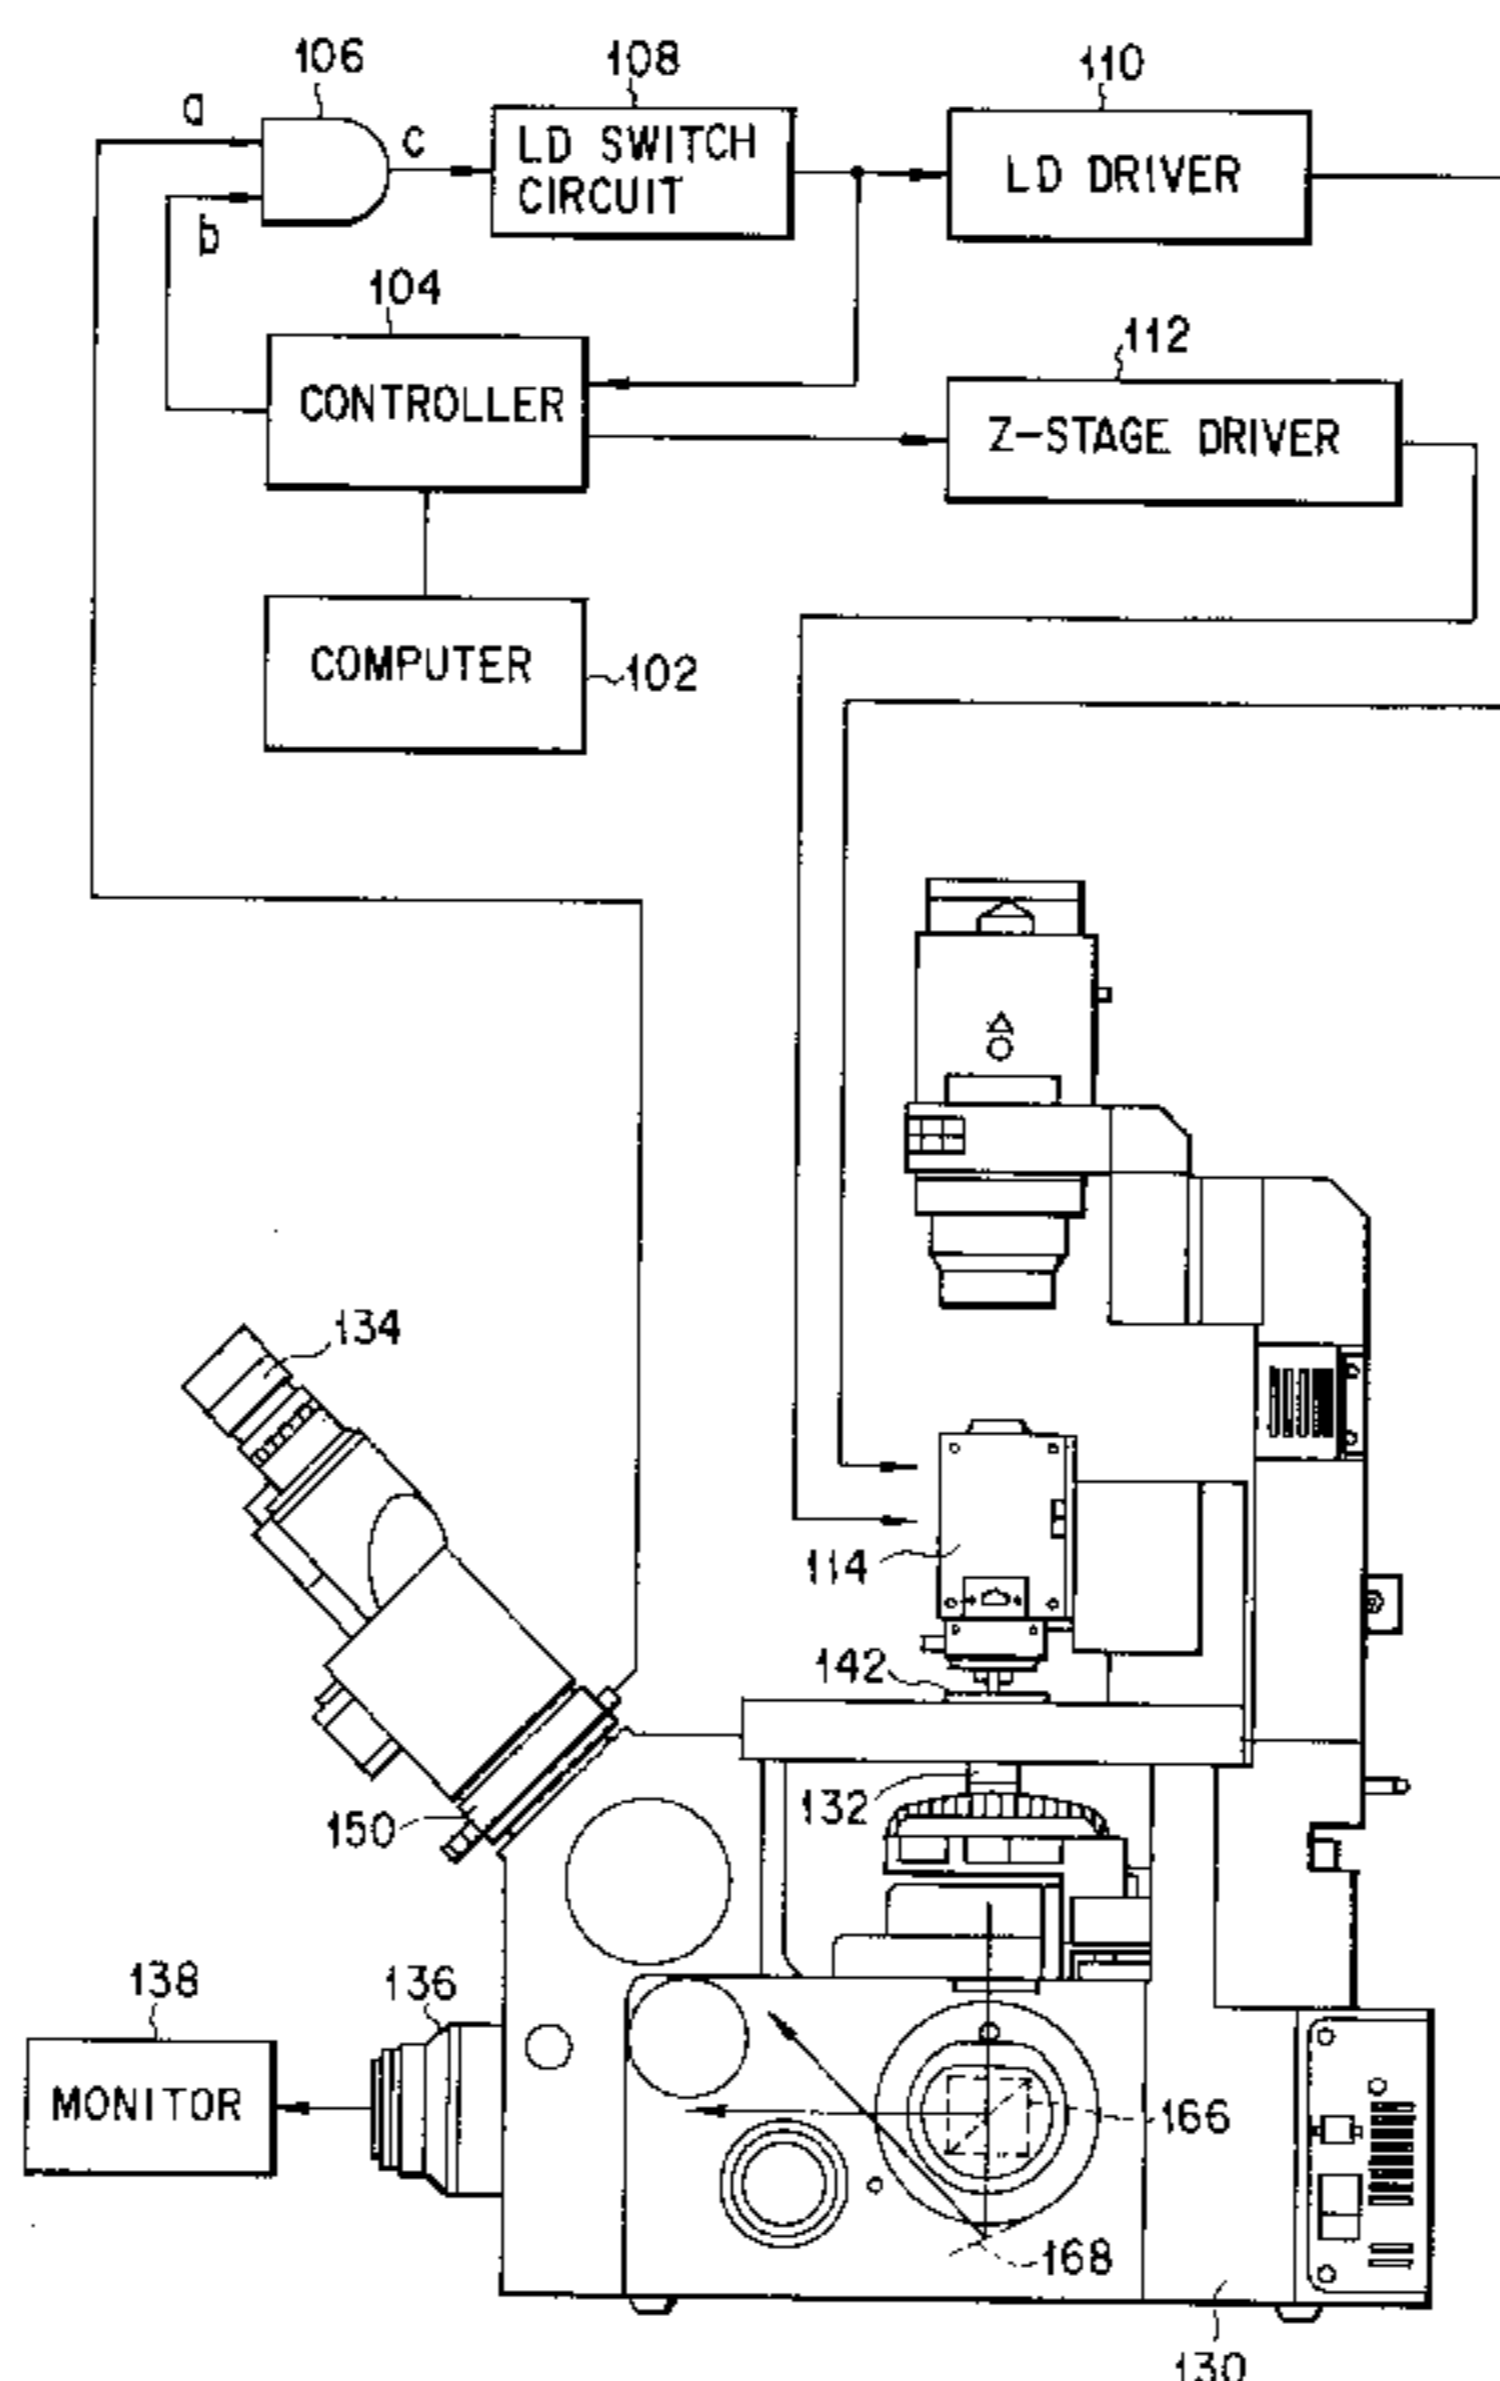 106
108
110
a
c
LD SWITCH
CIRCUIT
LD DRIVER
b
104
112
CONTROLLER
Z-STAGE DRIVER
COMPUTER
102
134
114
142
132
150
138
136
MONITOR
166
168
130